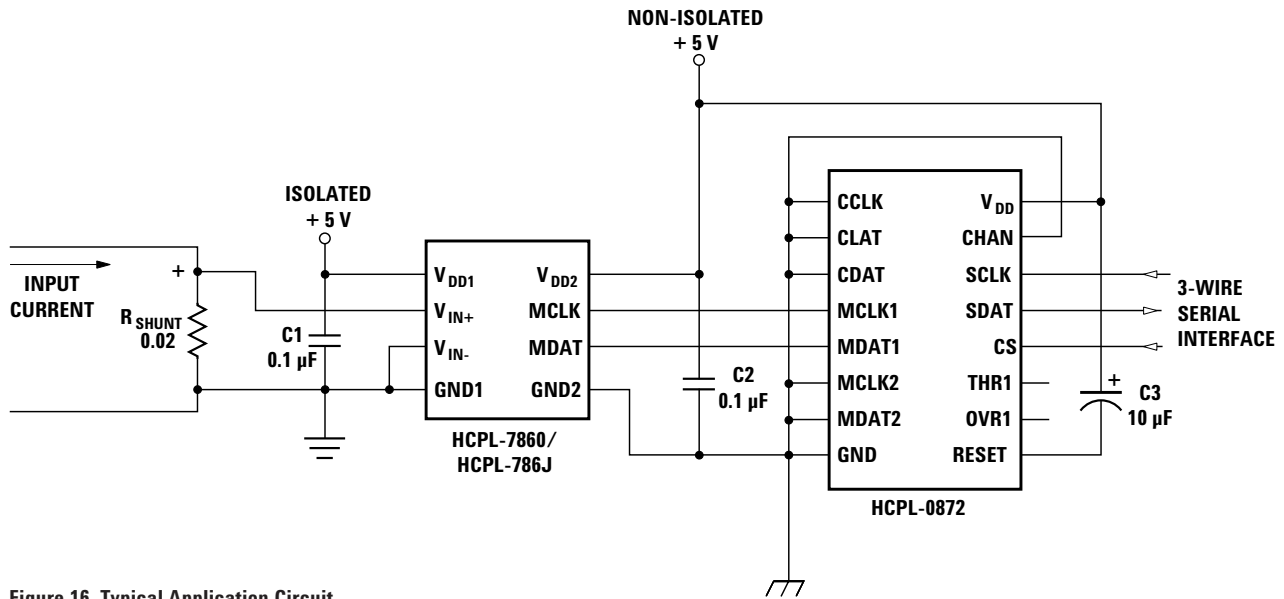 NON-ISOLATED
+ 5 V
ISOLATED
+ 5 V
INPUT
CURRENT
+
R SHUNT
0.02
C1
0.1 µF
V DD1
V IN+
V IN-
GND1
V DD2
MCLK
MDAT
GND2
HCPL-7860/
HCPL-786J
C2
0.1 µF
CCLK
CLAT
CDAT
MCLK1
MDAT1
MCLK2
MDAT2
GND
V DD
CHAN
SCLK
SDAT
CS
THR1
OVR1
RESET
HCPL-0872
3-WIRE
SERIAL
INTERFACE
+
C3
10 µF
Figure 16. Typical Application Circuit